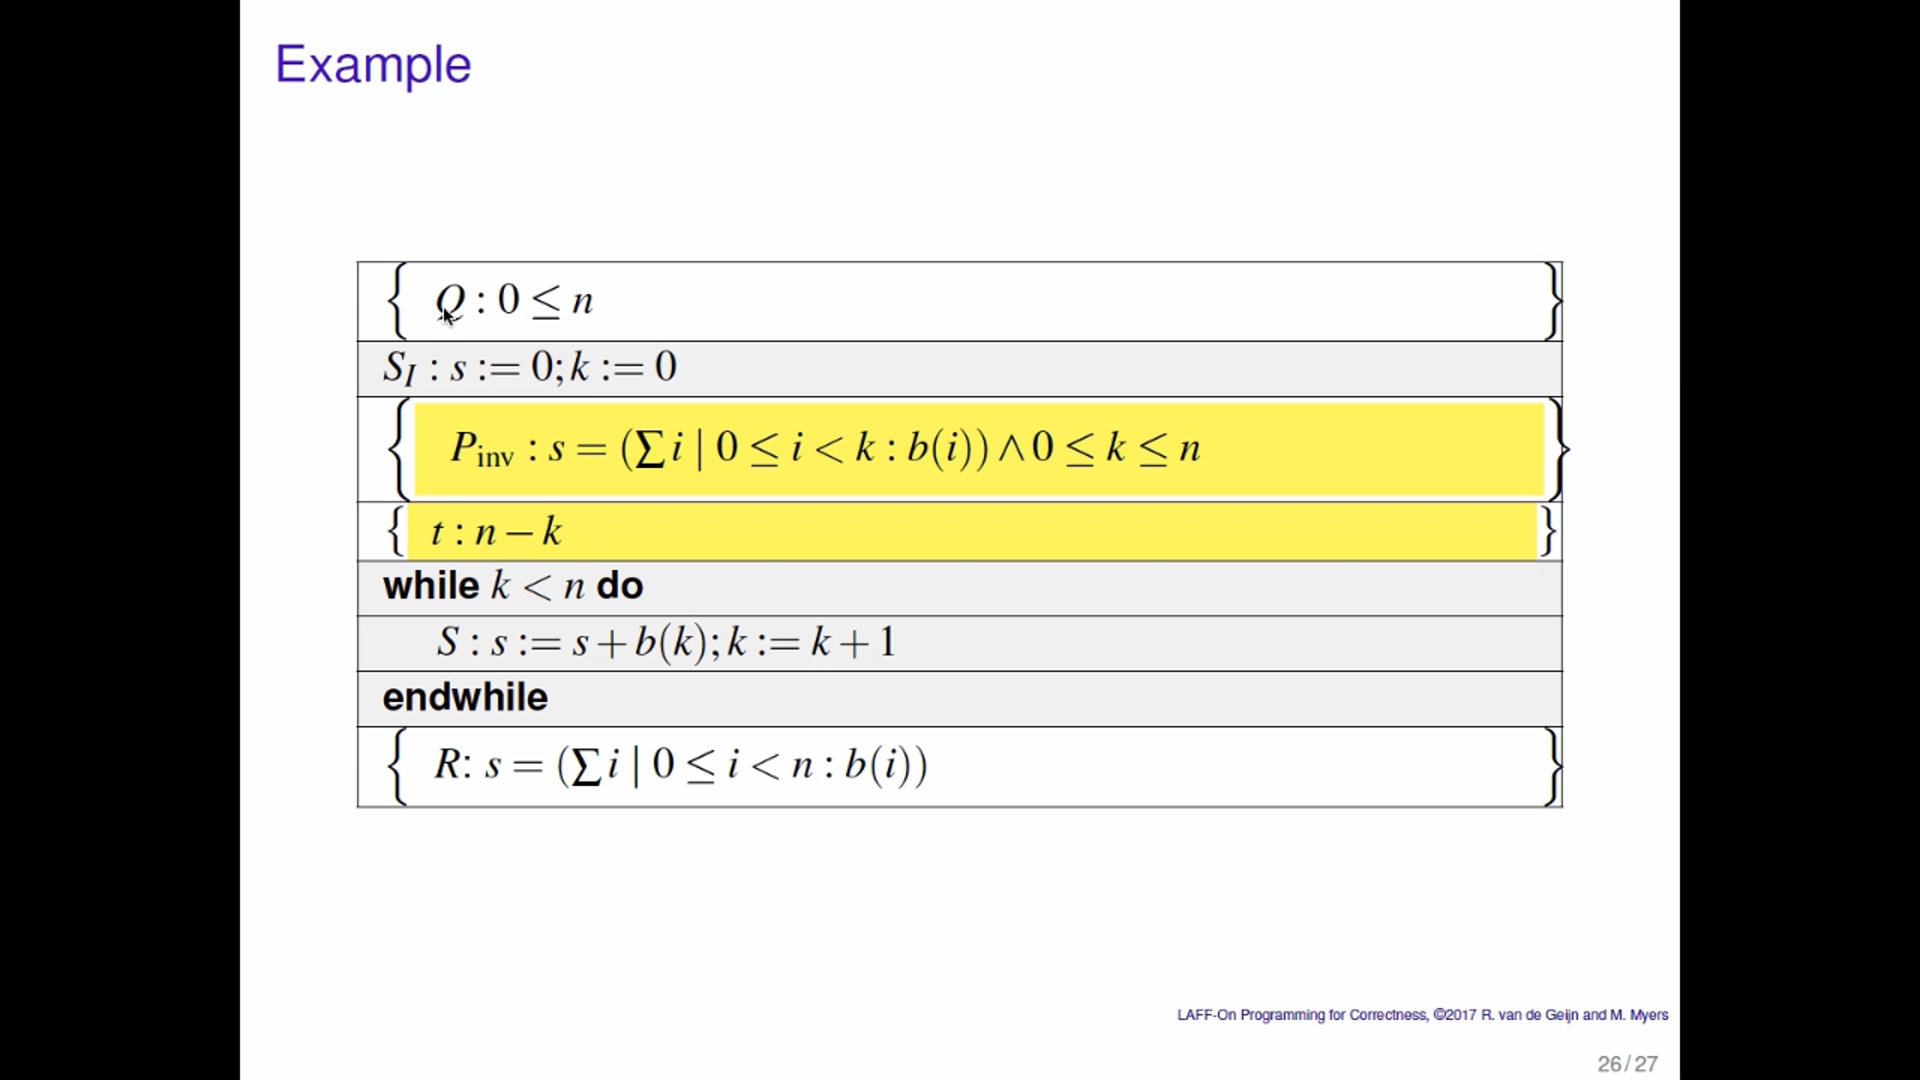 Example
{ Q : 0 ≤ n }
S_I : s := 0; k := 0
{ P_inv : s = (∑ i | 0 ≤ i < k : b(i)) ∧ 0 ≤ k ≤ n }
{ t : n − k }
while k < n do
S : s := s + b(k); k := k + 1
endwhile
{ R: s = (∑ i | 0 ≤ i < n : b(i)) }
LAFF-On Programming for Correctness, ©2017 R. van de Geijn and M. Myers
26/27